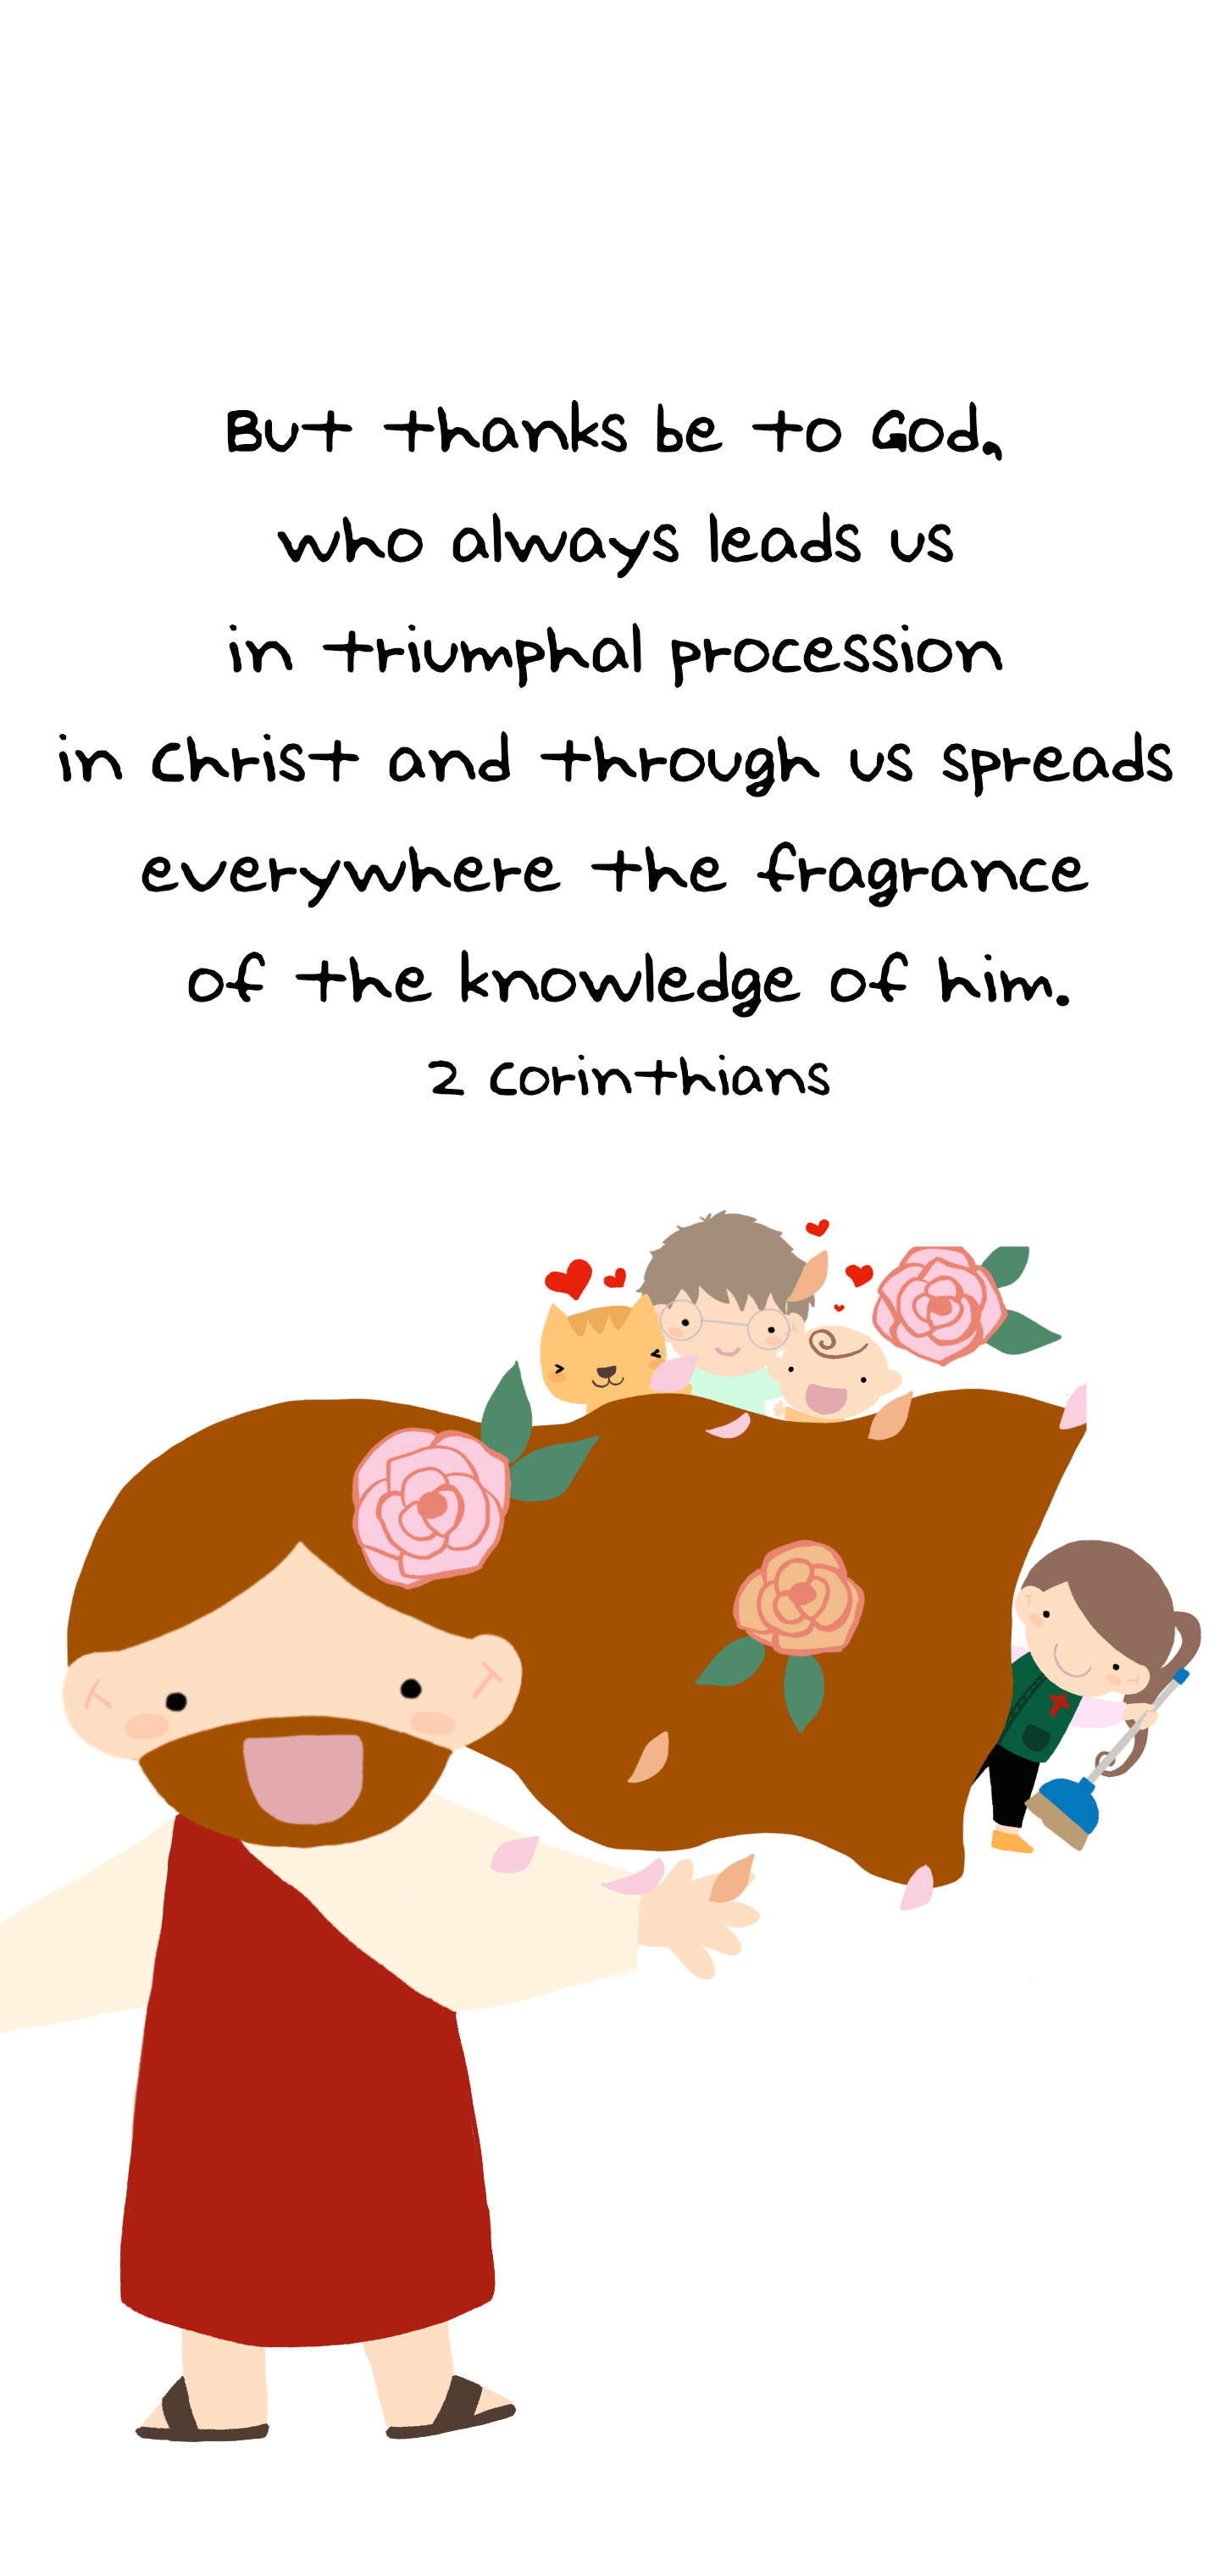 But thanks be to God,
who always leads us
in triumphal procession
in Christ and through us spreads
everywhere the fragrance
of the knowledge of him.
2 Corinthians